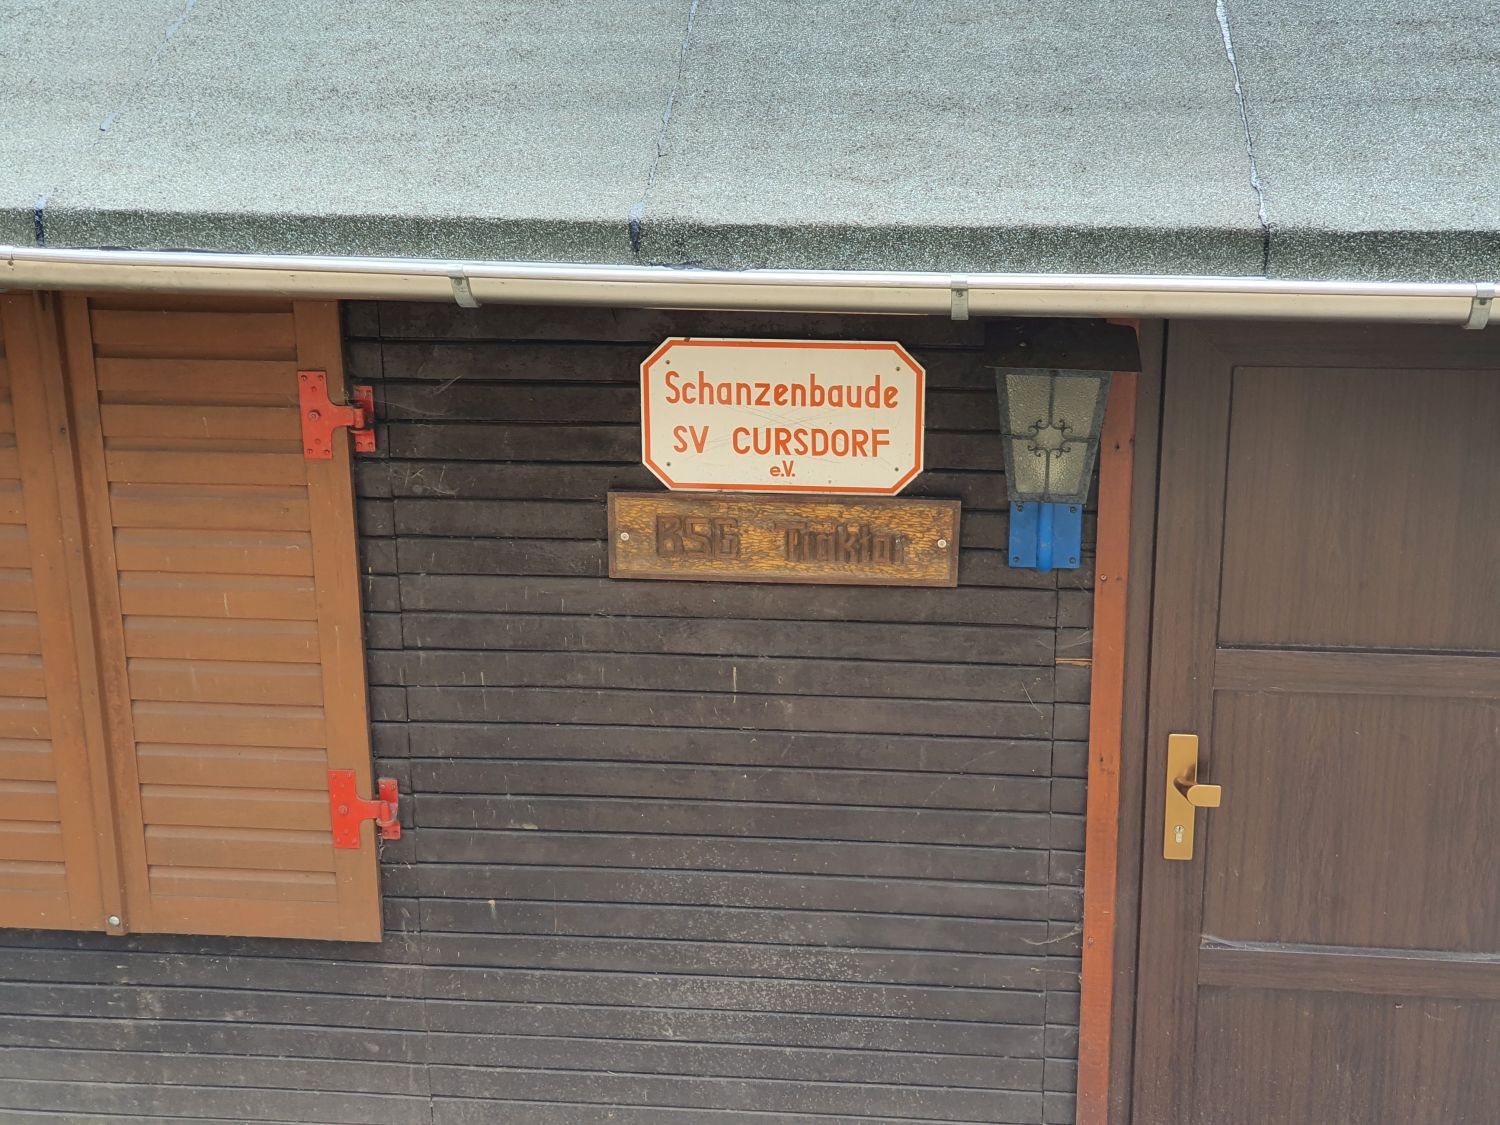 Schanzenbaude
SV CURSDORF
e.V.
BSG Traktor